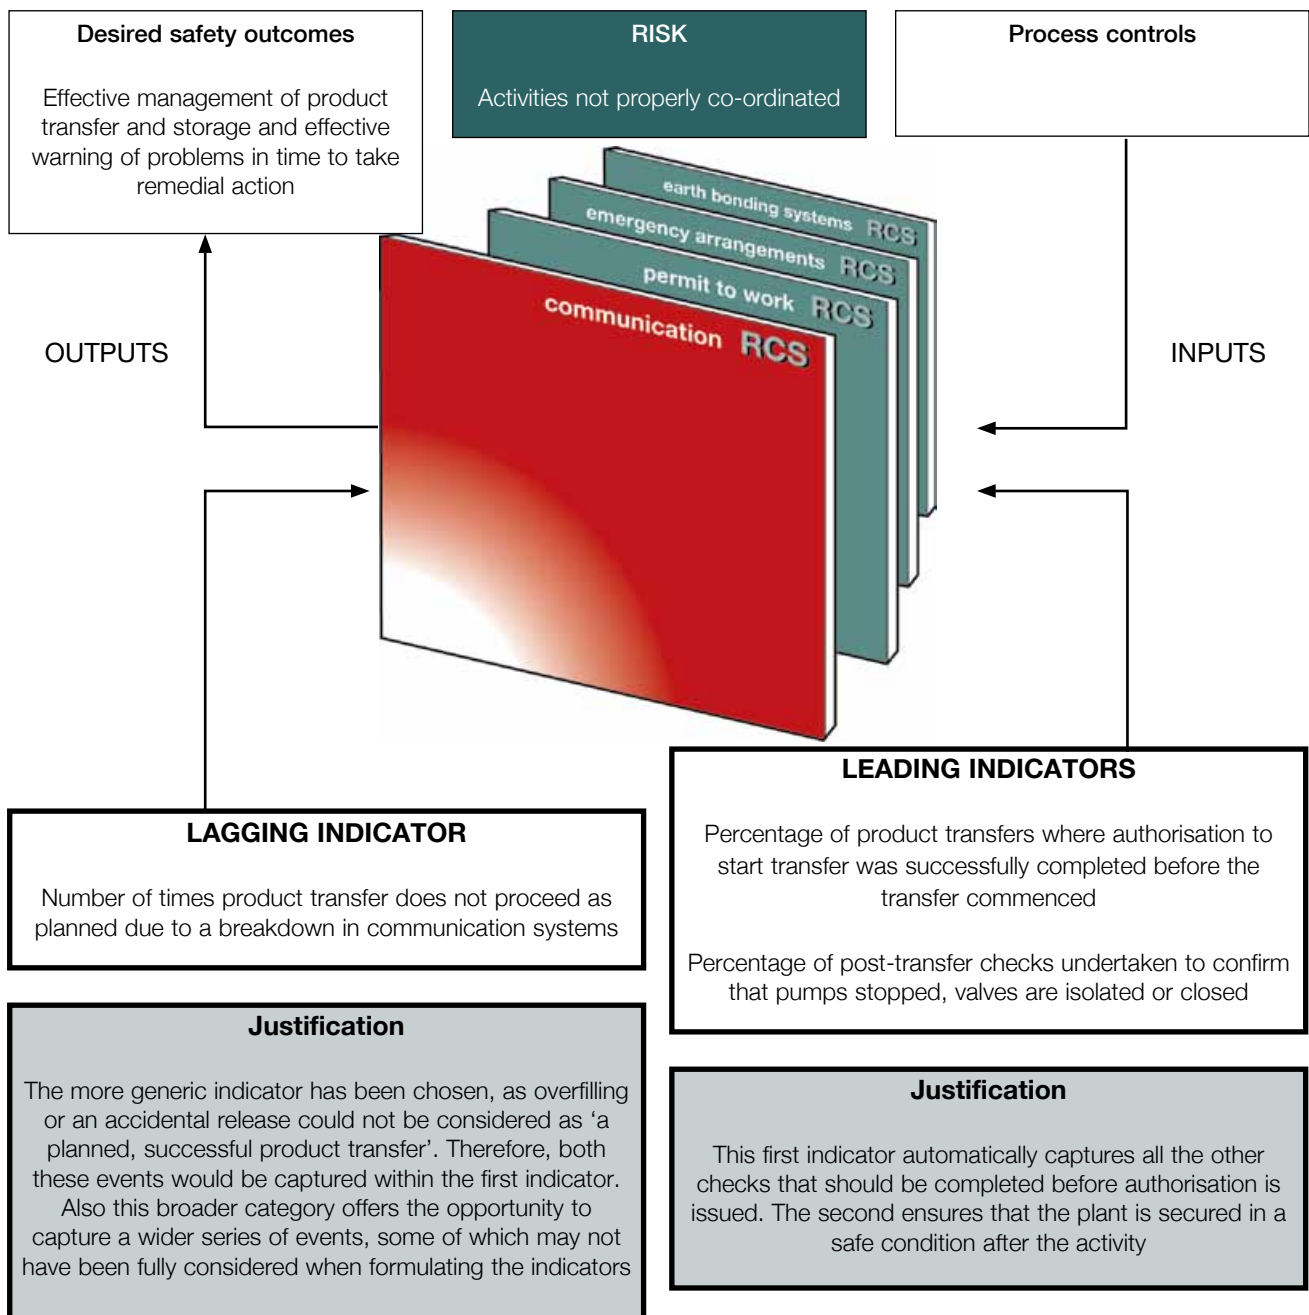 Desired safety outcomes
Effective management of product
transfer and storage and effective
warning of problems in time to take
remedial action
RISK
Activities not properly co-ordinated
Process controls
earth bonding systems RCS
emergency arrangements RCS
permit to work RCS
communication RCS
OUTPUTS
INPUTS
LAGGING INDICATOR
Number of times product transfer does not proceed as
planned due to a breakdown in communication systems
LEADING INDICATORS
Percentage of product transfers where authorisation to
start transfer was successfully completed before the
transfer commenced
Percentage of post-transfer checks undertaken to confirm
that pumps stopped, valves are isolated or closed
Justification
The more generic indicator has been chosen, as overfilling
or an accidental release could not be considered as ‘a
planned, successful product transfer’. Therefore, both
these events would be captured within the first indicator.
Also this broader category offers the opportunity to
capture a wider series of events, some of which may not
have been fully considered when formulating the indicators
Justification
This first indicator automatically captures all the other
checks that should be completed before authorisation is
issued. The second ensures that the plant is secured in a
safe condition after the activity